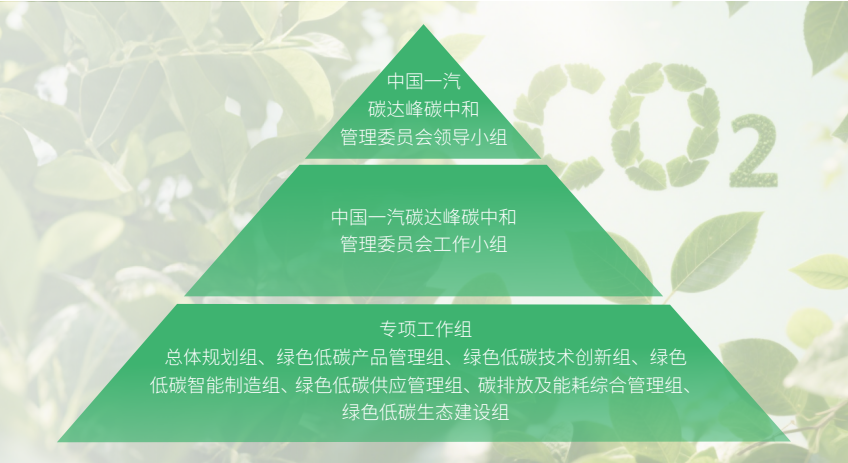 CO2
中国一汽
碳达峰碳中和
管理委员会领导小组
中国一汽碳达峰碳中和
管理委员会工作小组
专项工作组
总体规划组、绿色低碳产品管理组、绿色低碳技术创新组、绿色
低碳智能制造组、绿色低碳供应管理组、碳排放及能耗综合管理组、
绿色低碳生态建设组